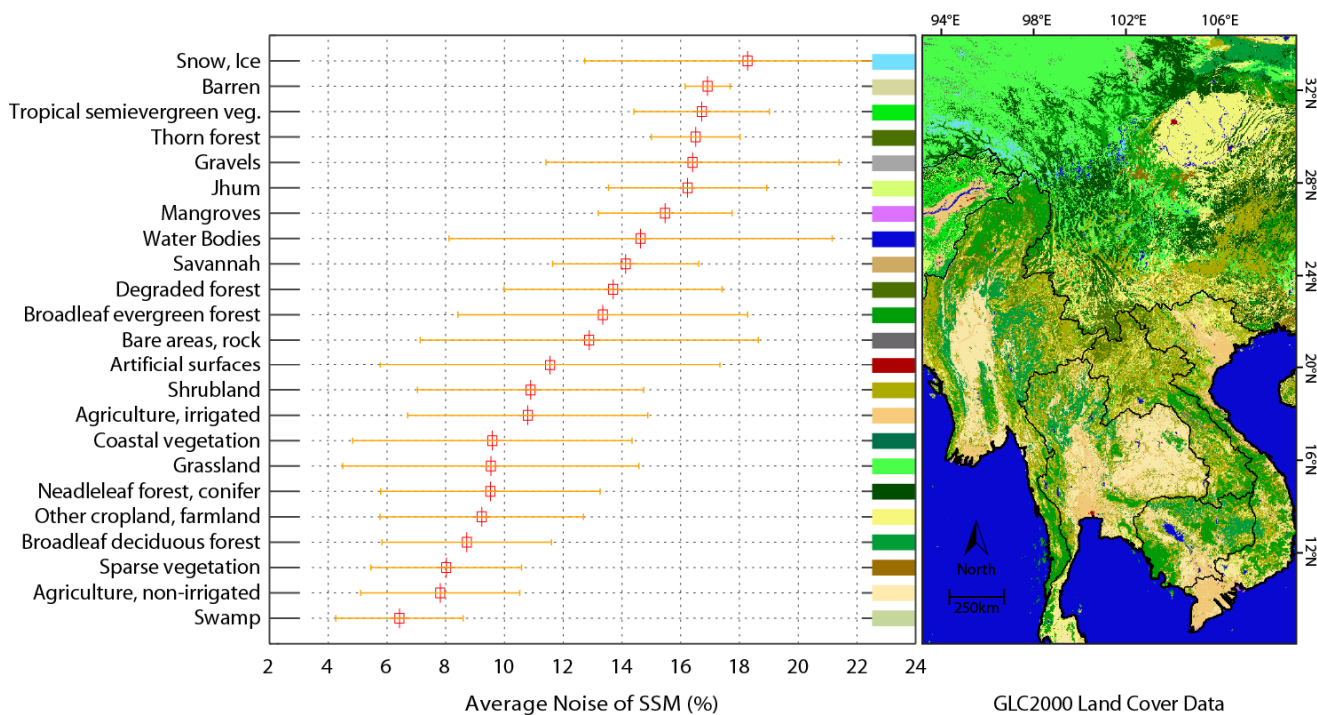 94°E 98°E 102°E 106°E
Snow, Ice
Barren
Tropical semievergreen veg.
Thorn forest
Gravels
Jhum
Mangroves
Water Bodies
Savannah
Degraded forest
Broadleaf evergreen forest
Bare areas, rock
Artificial surfaces
Shrubland
Agriculture, irrigated
Coastal vegetation
Grassland
Neadleleaf forest, conifer
Other cropland, farmland
Broadleaf deciduous forest
Sparse vegetation
Agriculture, non-irrigated
Swamp
2 4 6 8 10 12 14 16 18 20 22 24
Average Noise of SSM (%)
32°N
28°N
24°N
20°N
16°N
12°N
North
250km
GLC2000 Land Cover Data